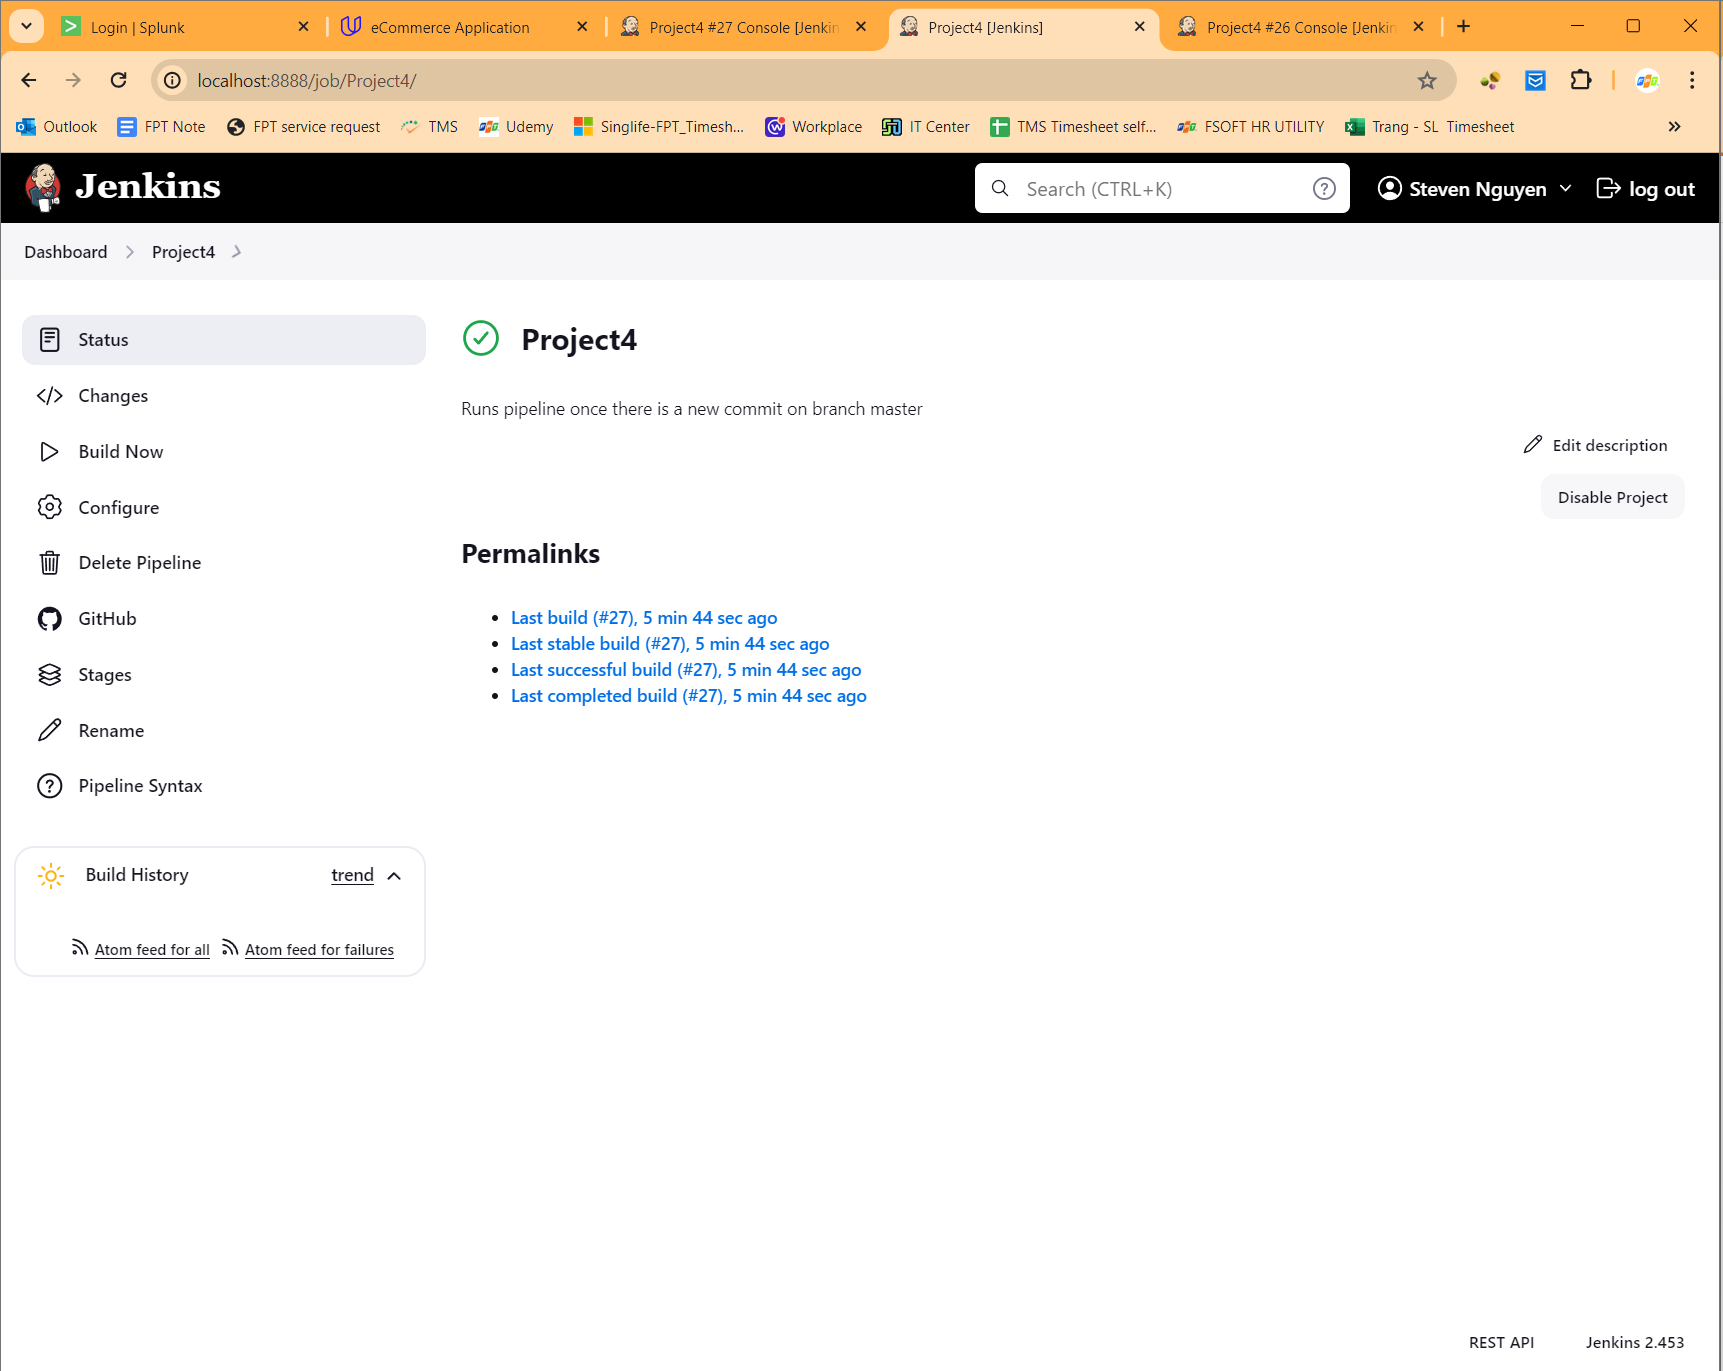 Login | Splunk
eCommerce Application
Project4 #27 Console [Jenkin
Project4 [Jenkins]
Project4 #26 Console [Jenkin
localhost:8888/job/Project4/
Outlook
FPT Note
FPT service request
TMS
Udemy
Singlife-FPT_Timesh...
Workplace
IT Center
TMS Timesheet self...
FSOFT HR UTILITY
Trang - SL Timesheet
Jenkins
Search (CTRL+K)
Steven Nguyen
log out
Dashboard
Project4
Status
Changes
Build Now
Configure
Delete Pipeline
GitHub
Stages
Rename
Pipeline Syntax
Build History
trend
Atom feed for all
Atom feed for failures
Project4
Runs pipeline once there is a new commit on branch master
Edit description
Disable Project
Permalinks
Last build (#27), 5 min 44 sec ago
Last stable build (#27), 5 min 44 sec ago
Last successful build (#27), 5 min 44 sec ago
Last completed build (#27), 5 min 44 sec ago
REST API
Jenkins 2.453